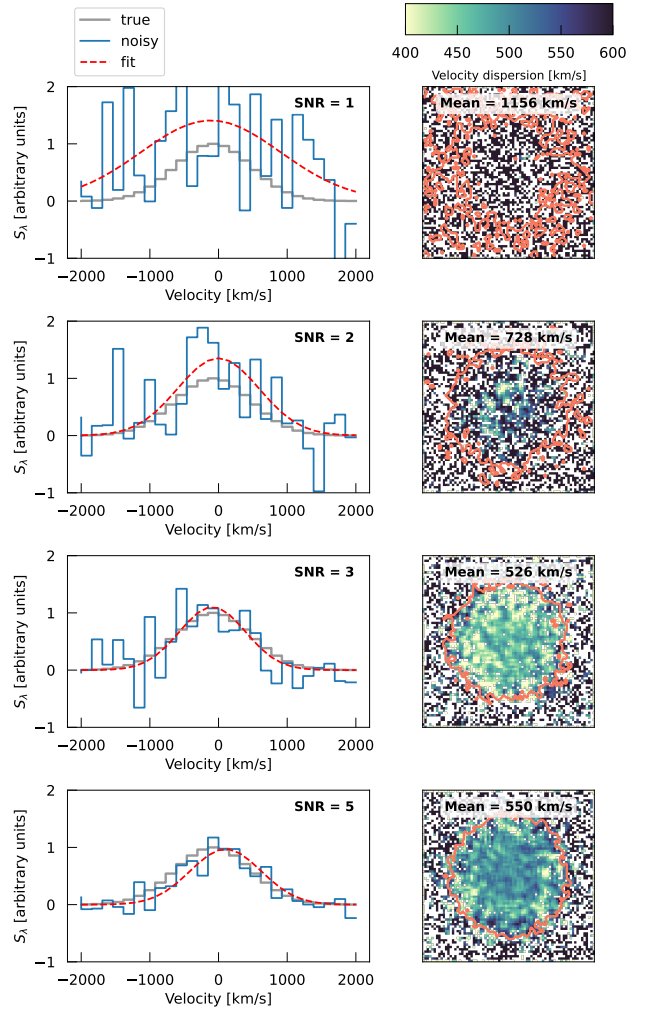 true
noisy
fit
400 450 500 550 600
Velocity dispersion [km/s]
2
1
0
−1
S_λ [arbitrary units]
SNR = 1
−2000 −1000 0 1000 2000
Velocity [km/s]
Mean = 1156 km/s
2
1
0
−1
S_λ [arbitrary units]
SNR = 2
−2000 −1000 0 1000 2000
Velocity [km/s]
Mean = 728 km/s
2
1
0
−1
S_λ [arbitrary units]
SNR = 3
−2000 −1000 0 1000 2000
Velocity [km/s]
Mean = 526 km/s
2
1
0
−1
S_λ [arbitrary units]
SNR = 5
−2000 −1000 0 1000 2000
Velocity [km/s]
Mean = 550 km/s